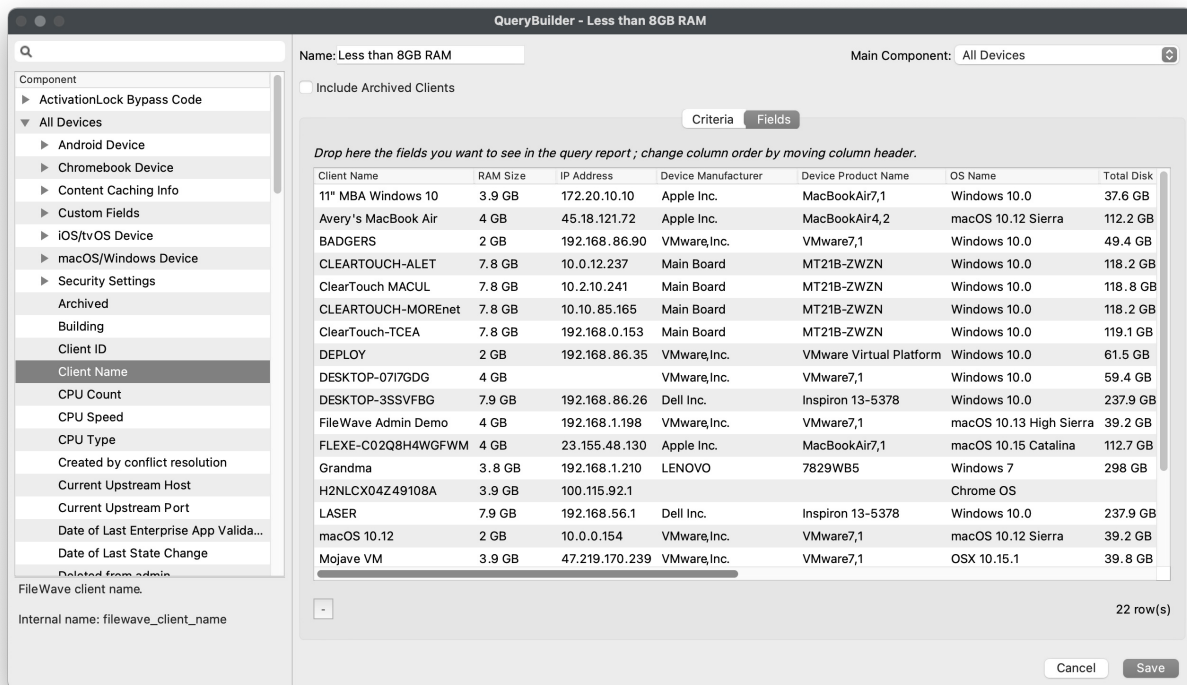 QueryBuilder - Less than 8GB RAM
Name: Less than 8GB RAM
Main Component: All Devices
Include Archived Clients
Component
ActivationLock Bypass Code
All Devices
Android Device
Chromebook Device
Content Caching Info
Custom Fields
iOS/tvOS Device
macOS/Windows Device
Security Settings
Archived
Building
Client ID
Client Name
CPU Count
CPU Speed
CPU Type
Created by conflict resolution
Current Upstream Host
Current Upstream Port
Date of Last Enterprise App Valida...
Date of Last State Change
Deleted from admin
FileWave client name.
Internal name: filewave_client_name
Criteria Fields
Drop here the fields you want to see in the query report ; change column order by moving column header.
Client Name RAM Size IP Address Device Manufacturer Device Product Name OS Name Total Disk
11" MBA Windows 10 3.9 GB 172.20.10.10 Apple Inc. MacBookAir7,1 Windows 10.0 37.6 GB
Avery's MacBook Air 4 GB 45.18.121.72 Apple Inc. MacBookAir4,2 macOS 10.12 Sierra 112.2 GB
BADGERS 2 GB 192.168.86.90 VMware,Inc. VMware7,1 Windows 10.0 49.4 GB
CLEARTOUCH-ALET 7.8 GB 10.0.12.237 Main Board MT21B-ZWZN Windows 10.0 118.2 GB
ClearTouch MACUL 7.8 GB 10.2.10.241 Main Board MT21B-ZWZN Windows 10.0 118.8 GB
CLEARTOUCH-MOREnet 7.8 GB 10.10.85.165 Main Board MT21B-ZWZN Windows 10.0 118.2 GB
ClearTouch-TCEA 7.8 GB 192.168.0.153 Main Board MT21B-ZWZN Windows 10.0 119.1 GB
DEPLOY 2 GB 192.168.86.35 VMware,Inc. VMware Virtual Platform Windows 10.0 61.5 GB
DESKTOP-07I7GDG 4 GB VMware,Inc. VMware7,1 Windows 10.0 59.4 GB
DESKTOP-3SSVFBG 7.9 GB 192.168.86.26 Dell Inc. Inspiron 13-5378 Windows 10.0 237.9 GB
FileWave Admin Demo 4 GB 192.168.1.198 VMware,Inc. VMware7,1 macOS 10.13 High Sierra 39.2 GB
FLEXE-C02Q8H4WGFWM 4 GB 23.155.48.130 Apple Inc. MacBookAir7,1 macOS 10.15 Catalina 112.7 GB
Grandma 3.8 GB 192.168.1.210 LENOVO 7829WB5 Windows 7 298 GB
H2NLCX04Z49108A 3.9 GB 100.115.92.1 Chrome OS
LASER 7.9 GB 192.168.56.1 Dell Inc. Inspiron 13-5378 Windows 10.0 237.9 GB
macOS 10.12 2 GB 10.0.0.154 VMware,Inc. VMware7,1 macOS 10.12 Sierra 39.2 GB
Mojave VM 3.9 GB 47.219.170.239 VMware,Inc. VMware7,1 OSX 10.15.1 39.8 GB
-
22 row(s)
Cancel Save